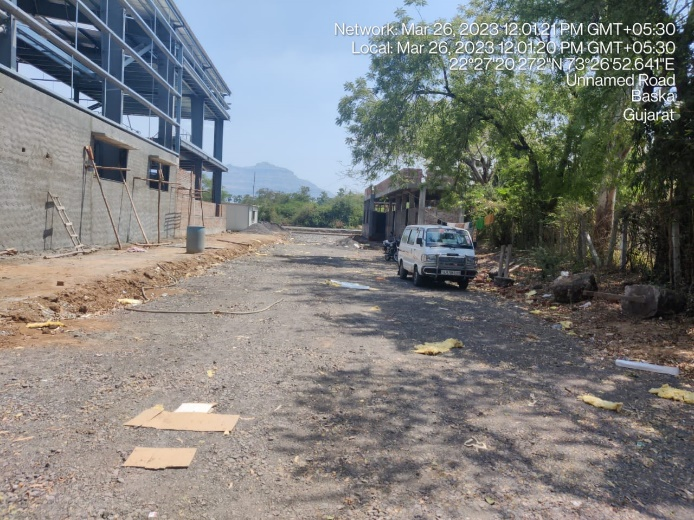 Network: Mar 26, 2023 12:01:21 PM GMT+05:30
Local: Mar 26, 2023 12:01:20 PM GMT+05:30
22°27'20.272"N 73°26'52.641"E
Unnamed Road
Baska
Gujarat